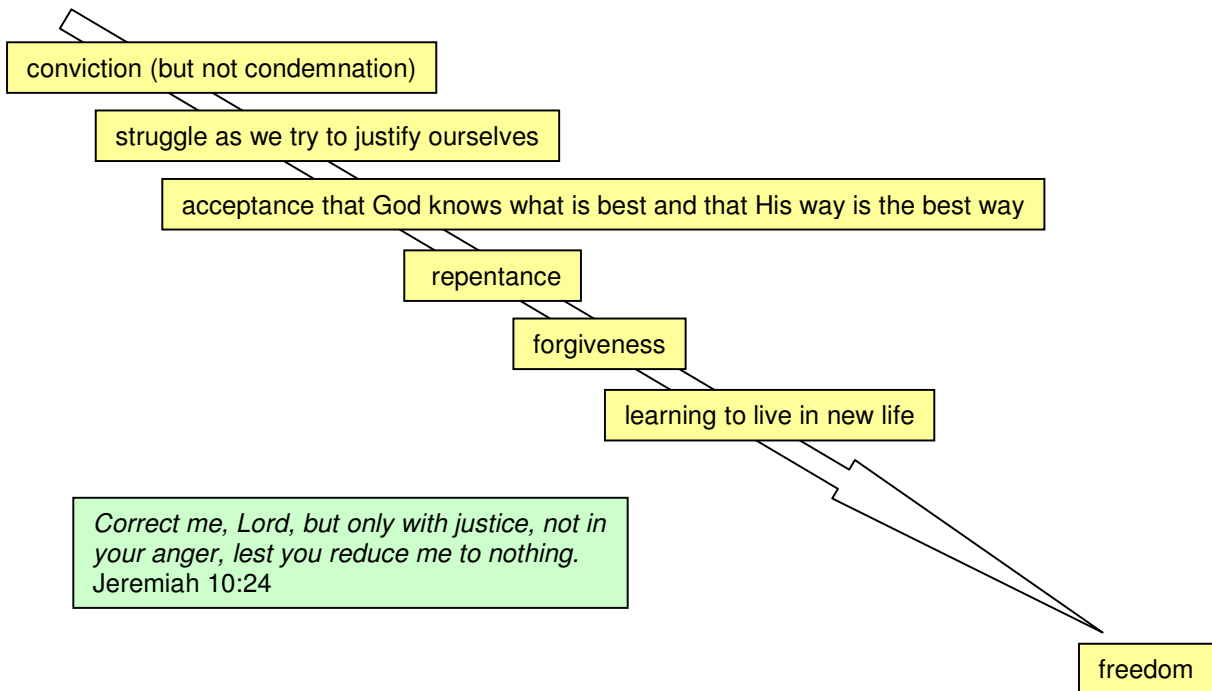 conviction (but not condemnation)
struggle as we try to justify ourselves
acceptance that God knows what is best and that His way is the best way
repentance
forgiveness
learning to live in new life
Correct me, Lord, but only with justice, not in
your anger, lest you reduce me to nothing.
Jeremiah 10:24
freedom